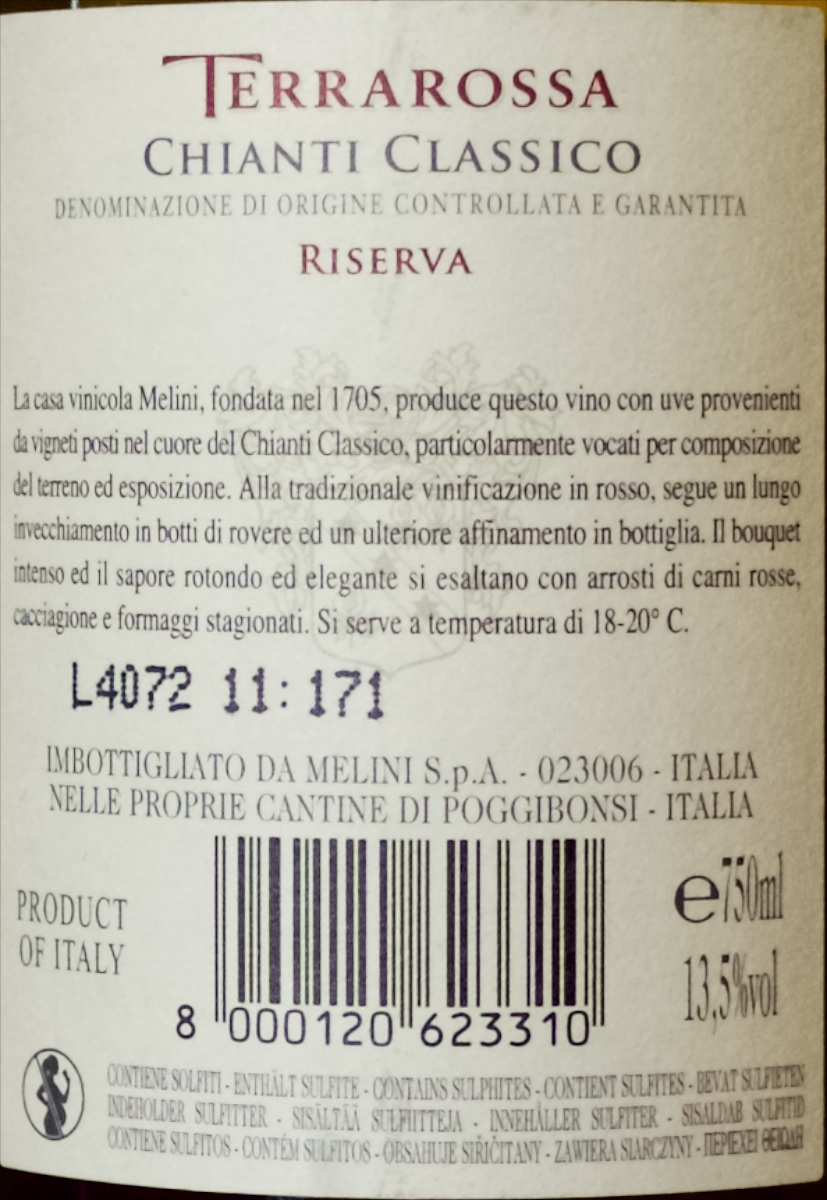 TERRAROSSA
CHIANTI CLASSICO
DENOMINAZIONE DI ORIGINE CONTROLLATA E GARANTITA
RISERVA
La casa vinicola Melini, fondata nel 1705, produce questo vino con uve provenienti
da vigneti posti nel cuore del Chianti Classico, particolarmente vocati per composizione
del terreno ed esposizione. Alla tradizionale vinificazione in rosso, segue un lungo
invecchiamento in botti di rovere ed un ulteriore affinamento in bottiglia. Il bouquet
intenso ed il sapore rotondo ed elegante si esaltano con arrosti di carni rosse,
cacciagione e formaggi stagionati. Si serve a temperatura di 18-20° C.
L4072 11:171
IMBOTTIGLIATO DA MELINI S.p.A. - 023006 - ITALIA
NELLE PROPRIE CANTINE DI POGGIBONSI - ITALIA
PRODUCT
OF ITALY
e750ml
13,5%vol
8 000120 623310
CONTIENE SOLFITI - ENTHÄLT SULFITE - CONTAINS SULPHITES - CONTIENT SULFITES - BEVAT SULFIETEN
INDEHOLDER SULFITTER - SISÄLTÄÄ SULFIITTEJA - INNEHÅLLER SULFITER - SISALDAB SULFITID
CONTIENE SULFITOS - CONTÉM SULFITOS - OBSAHUJE SIŘIČITANY - ZAWIERA SIARCZYNY - ΠΕΡΙΕΧΕΙ ΘΕΙΩΔΗ